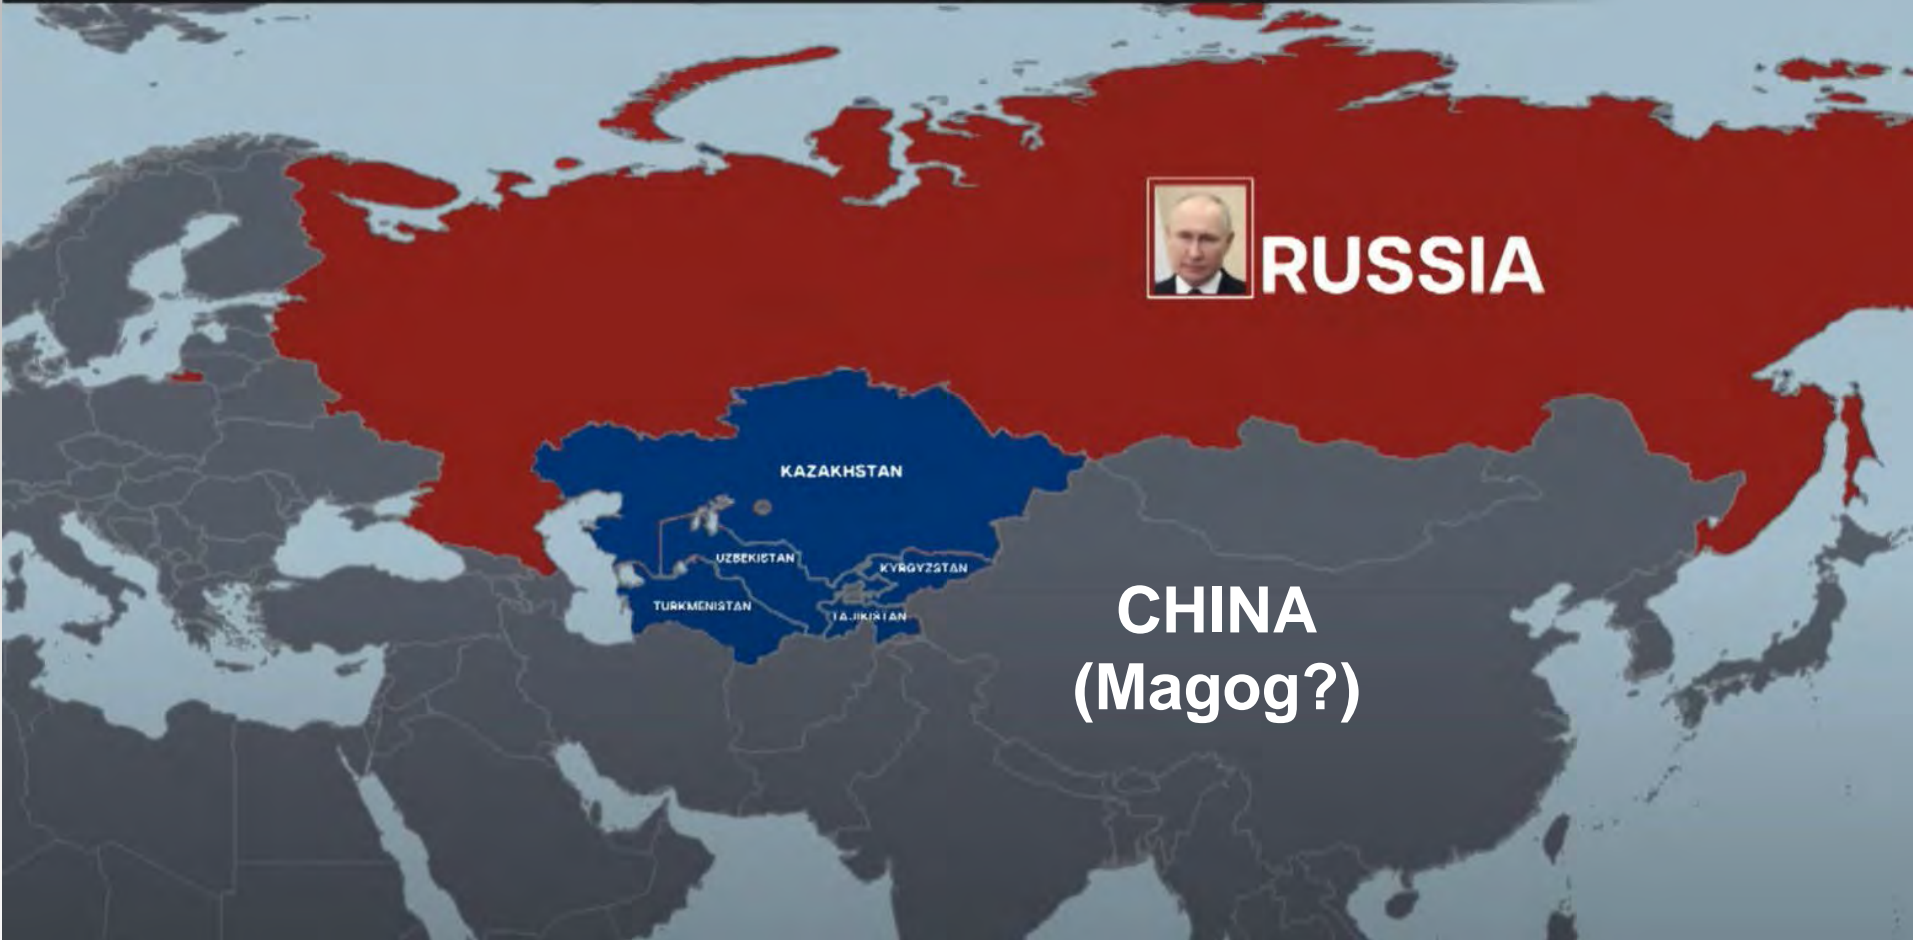 RUSSIA
KAZAKHSTAN
UZBEKISTAN
KYRGYZSTAN
TURKMENISTAN
TAJIKISTAN
CHINA
(Magog?)